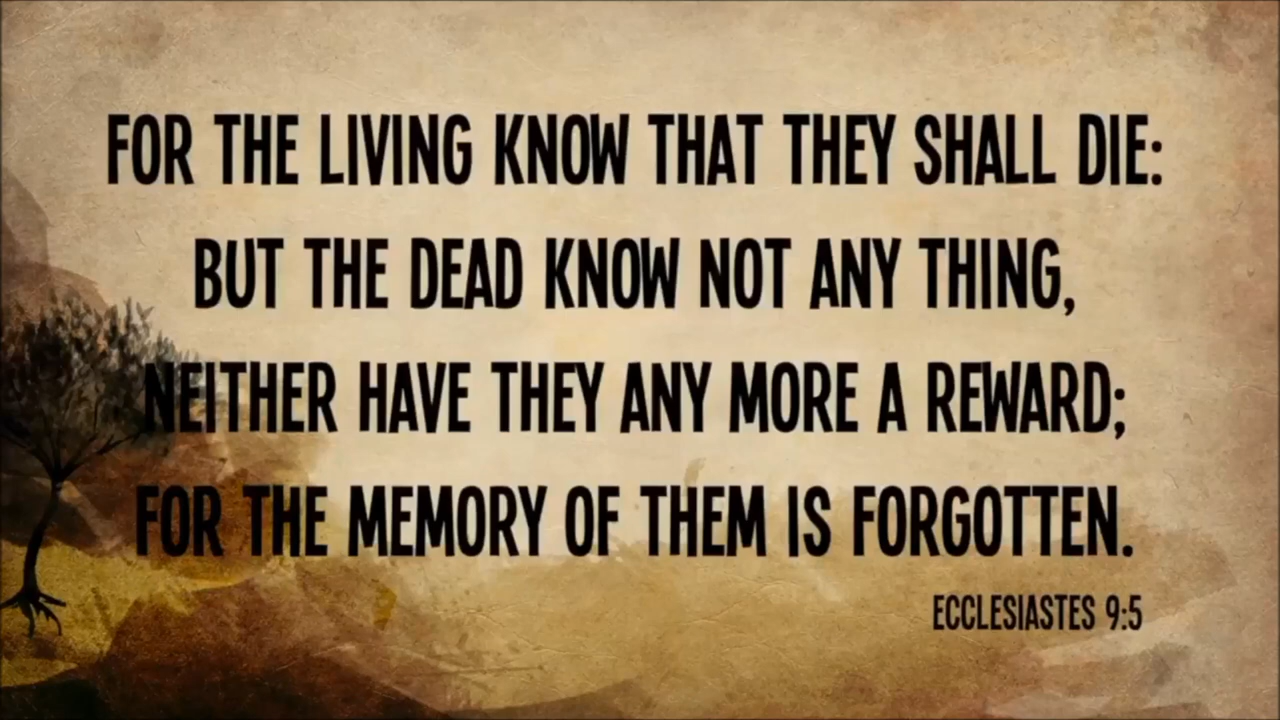 FOR THE LIVING KNOW THAT THEY SHALL DIE:
BUT THE DEAD KNOW NOT ANY THING,
NEITHER HAVE THEY ANY MORE A REWARD;
FOR THE MEMORY OF THEM IS FORGOTTEN.
ECCLESIASTES 9:5